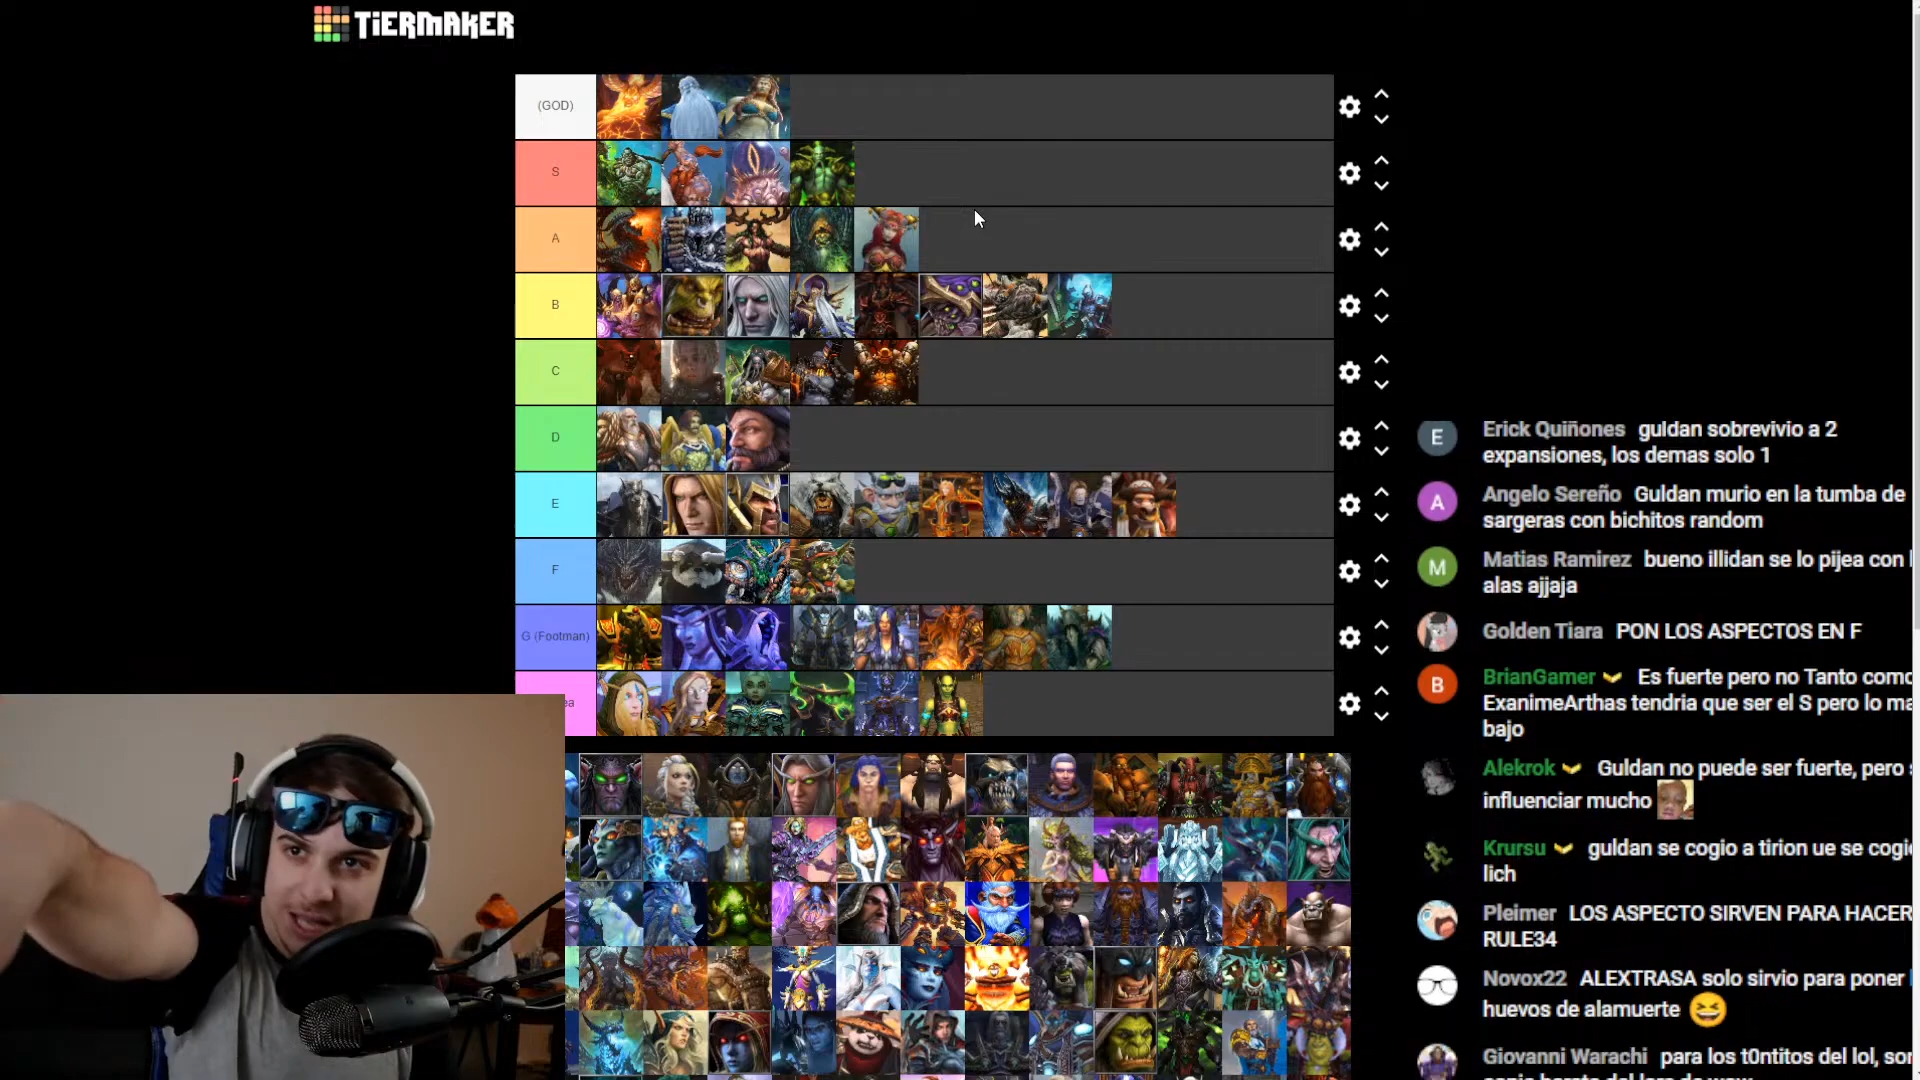 TiERMAKER
(GOD)
S
A
B
C
D
E
F
G (Footman)
ea
E
Erick Quiñones guldan sobrevivio a 2
expansiones, los demas solo 1
A
Angelo Sereño Guldan murio en la tumba de
sargeras con bichitos random
M
Matias Ramirez bueno illidan se lo pijea con l
alas ajjaja
Golden Tiara PON LOS ASPECTOS EN F
B
BrianGamer Es fuerte pero no Tanto como
ExanimeArthas tendria que ser el S pero lo ma
bajo
Alekrok Guldan no puede ser fuerte, pero s
influenciar mucho
Krursu guldan se cogio a tirion ue se cogi
lich
Pleimer LOS ASPECTO SIRVEN PARA HACER
RULE34
Novox22 ALEXTRASA solo sirvio para poner l
huevos de alamuerte
Giovanni Warachi para los t0ntitos del lol, sor